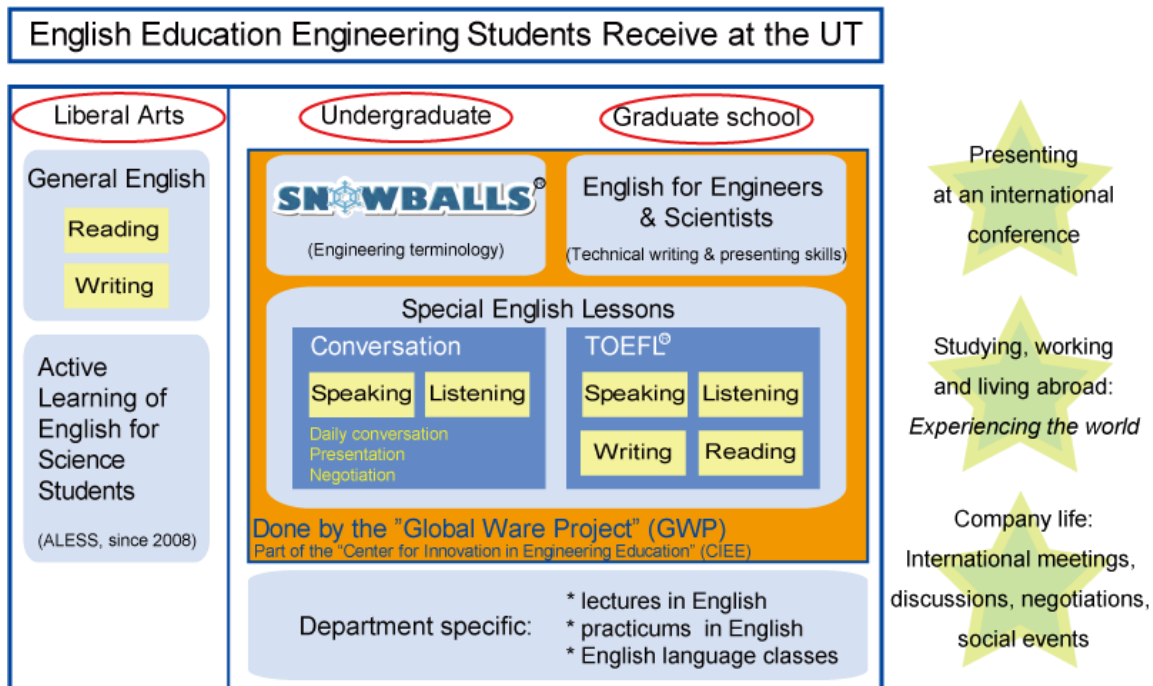 English Education Engineering Students Receive at the UT
Liberal Arts
General English
Reading
Writing
Active
Learning of
English for
Science
Students
(ALESS, since 2008)
Undergraduate
Graduate school
SNOWBALLS®
(Engineering terminology)
English for Engineers
& Scientists
(Technical writing & presenting skills)
Special English Lessons
Conversation
Speaking
Listening
Daily conversation
Presentation
Negotiation
TOEFL®
Speaking
Listening
Writing
Reading
Done by the ”Global Ware Project” (GWP)
Part of the “Center for Innovation in Engineering Education” (CIEE)
Department specific:
* lectures in English
* practicums in English
* English language classes
Presenting
at an international
conference
Studying, working
and living abroad:
Experiencing the world
Company life:
International meetings,
discussions, negotiations,
social events